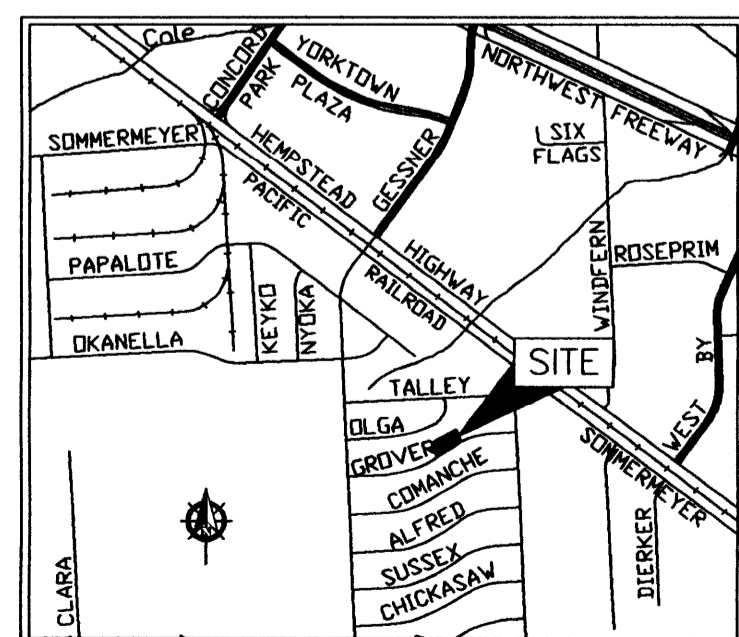 Cole
CONCORD
PARK
YORKTOWN
PLAZA
NORTHWEST FREEWAY
SOMMERMEYER
HEMPSTEAD
PACIFIC
GESSNER
SIX
FLAGS
HIGHWAY
RAILROAD
WINDFERN
ROSEPRIM
PAPALOTE
KEYKO
NYOKA
OKANELLA
SITE
WEST
BY
TALLEY
OLGA
GROVER
COMANCHE
SOMMERMEYER
ALFRED
SUSSEX
CHICKASAW
DIERKER
CLARA
N